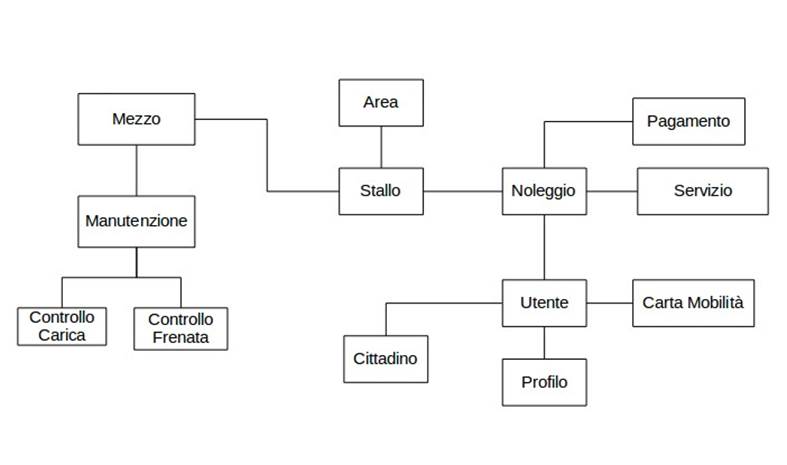 Area
Mezzo
Pagamento
Stallo
Noleggio
Servizio
Manutenzione
Utente
Carta Mobilità
Controllo
Carica
Controllo
Frenata
Cittadino
Profilo